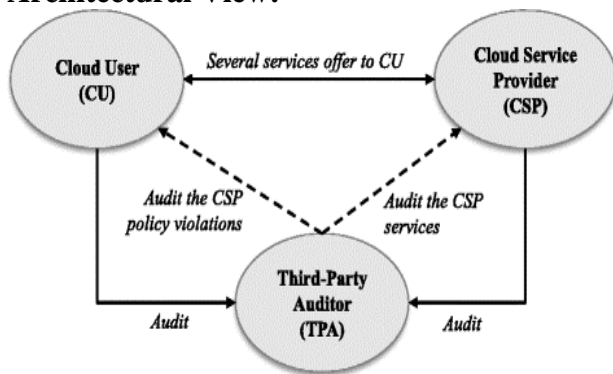 Architectural View:
Cloud User
(CU)
Several services offer to CU
Cloud Service
Provider
(CSP)
Audit the CSP
policy violations
Audit the CSP
services
Third-Party
Auditor
(TPA)
Audit
Audit